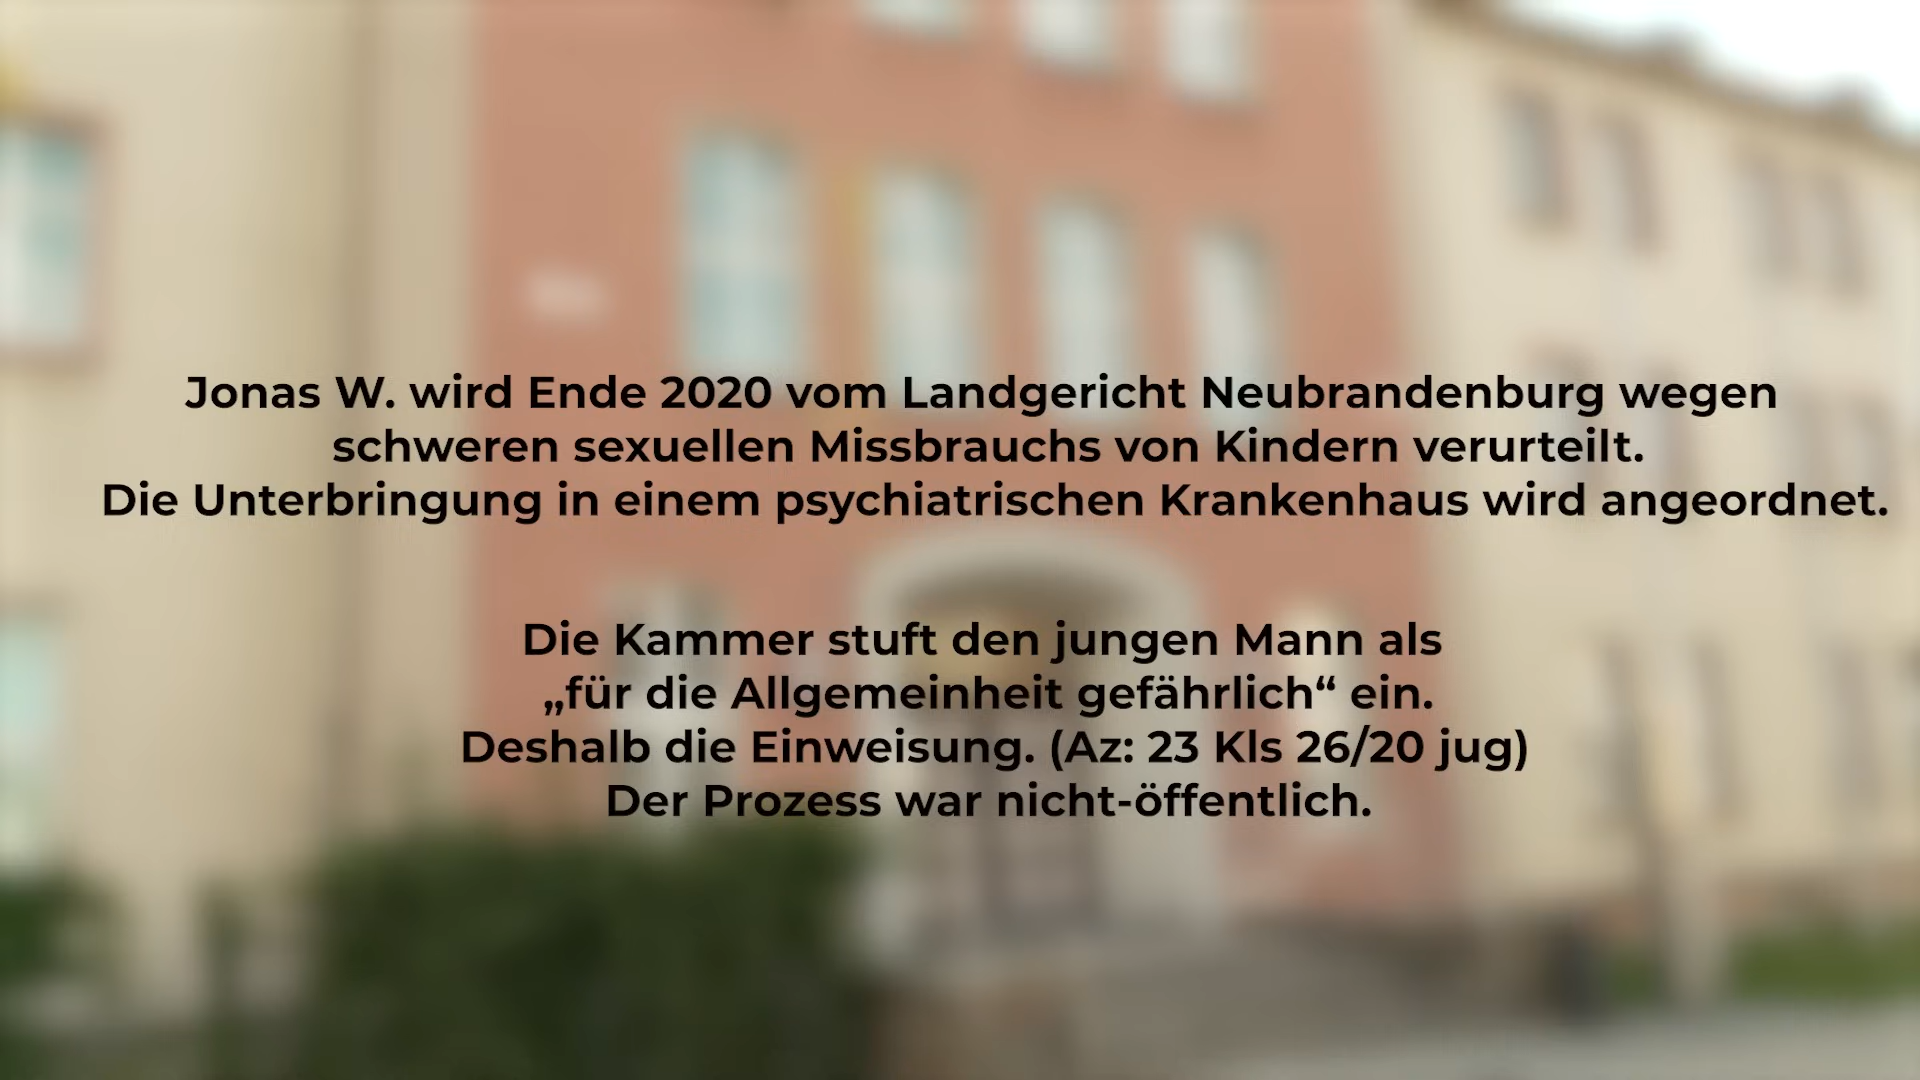 Jonas W. wird Ende 2020 vom Landgericht Neubrandenburg wegen
schweren sexuellen Missbrauchs von Kindern verurteilt.
Die Unterbringung in einem psychiatrischen Krankenhaus wird angeordnet.
Die Kammer stuft den jungen Mann als
„für die Allgemeinheit gefährlich“ ein.
Deshalb die Einweisung. (Az: 23 Kls 26/20 jug)
Der Prozess war nicht-öffentlich.